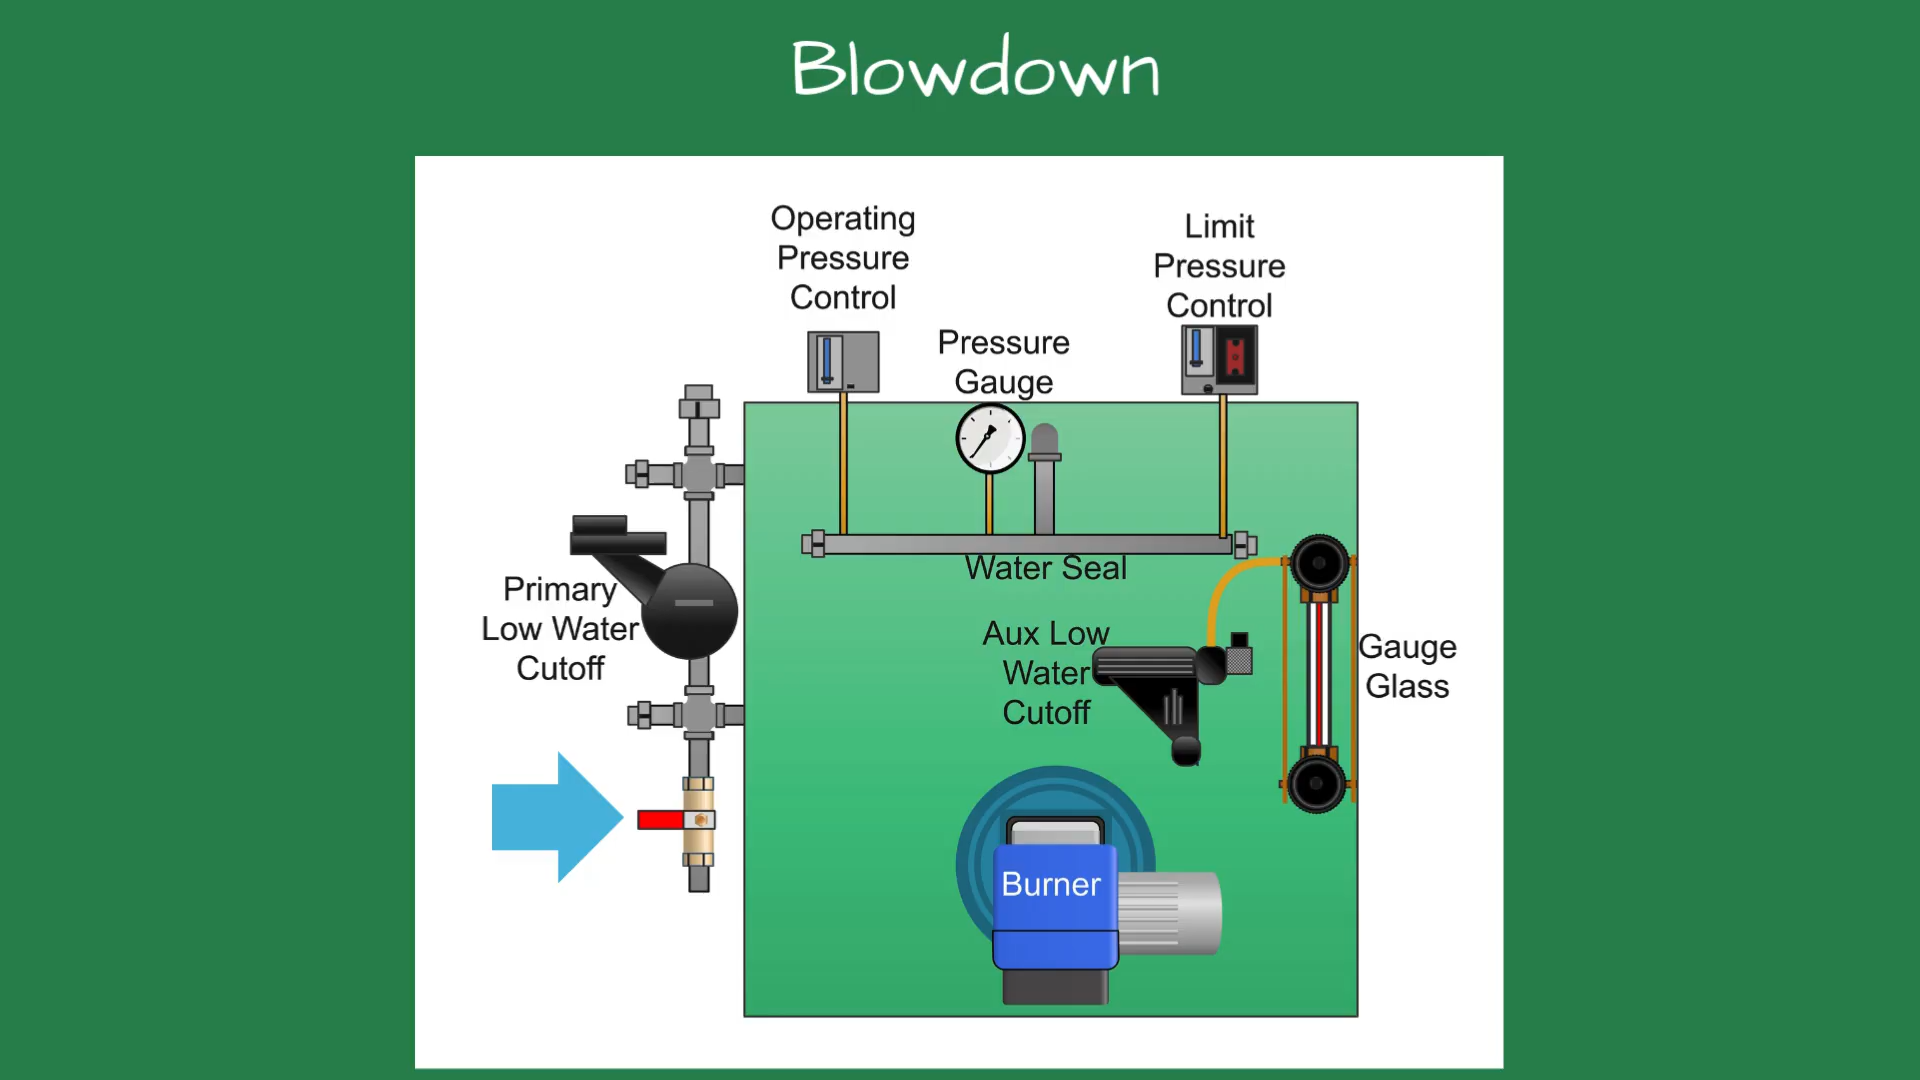 Blowdown
Operating
Pressure
Control
Limit
Pressure
Control
Pressure
Gauge
Water Seal
Primary
Low Water
Cutoff
Aux Low
Water
Cutoff
Gauge
Glass
Burner